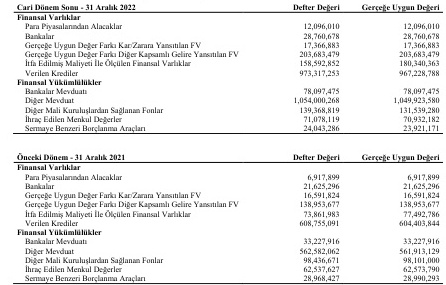 Cari Dönem Sonu - 31 Aralık 2022 Defter Değeri Gerçeğe Uygun Değeri
Finansal Varlıklar
Para Piyasalarından Alacaklar 12,096,010 12,096,010
Bankalar 28,760,678 28,760,678
Gerçeğe Uygun Değer Farkı Kar/Zarara Yansıtılan FV 17,366,883 17,366,883
Gerçeğe Uygun Değer Farkı Diğer Kapsamlı Gelire Yansıtılan FV 203,683,479 203,683,479
İtfa Edilmiş Maliyeti İle Ölçülen Finansal Varlıklar 158,592,852 180,340,363
Verilen Krediler 973,317,253 967,228,788
Finansal Yükümlülükler
Bankalar Mevduatı 78,097,475 78,097,475
Diğer Mevduat 1,054,000,268 1,049,923,580
Diğer Mali Kuruluşlardan Sağlanan Fonlar 139,368,819 131,539,280
İhraç Edilen Menkul Değerler 71,078,119 70,932,182
Sermaye Benzeri Borçlanma Araçları 24,043,286 23,921,171
Önceki Dönem - 31 Aralık 2021 Defter Değeri Gerçeğe Uygun Değeri
Finansal Varlıklar
Para Piyasalarından Alacaklar 6,917,899 6,917,899
Bankalar 21,625,296 21,625,296
Gerçeğe Uygun Değer Farkı Kar/Zarara Yansıtılan FV 16,591,824 16,591,824
Gerçeğe Uygun Değer Farkı Diğer Kapsamlı Gelire Yansıtılan FV 138,953,677 138,953,677
İtfa Edilmiş Maliyeti İle Ölçülen Finansal Varlıklar 73,861,983 77,492,786
Verilen Krediler 608,755,091 604,403,844
Finansal Yükümlülükler
Bankalar Mevduatı 33,227,916 33,227,916
Diğer Mevduat 562,582,062 561,913,129
Diğer Mali Kuruluşlardan Sağlanan Fonlar 98,436,671 98,101,000
İhraç Edilen Menkul Değerler 62,537,627 62,573,790
Sermaye Benzeri Borçlanma Araçları 28,968,427 28,990,293